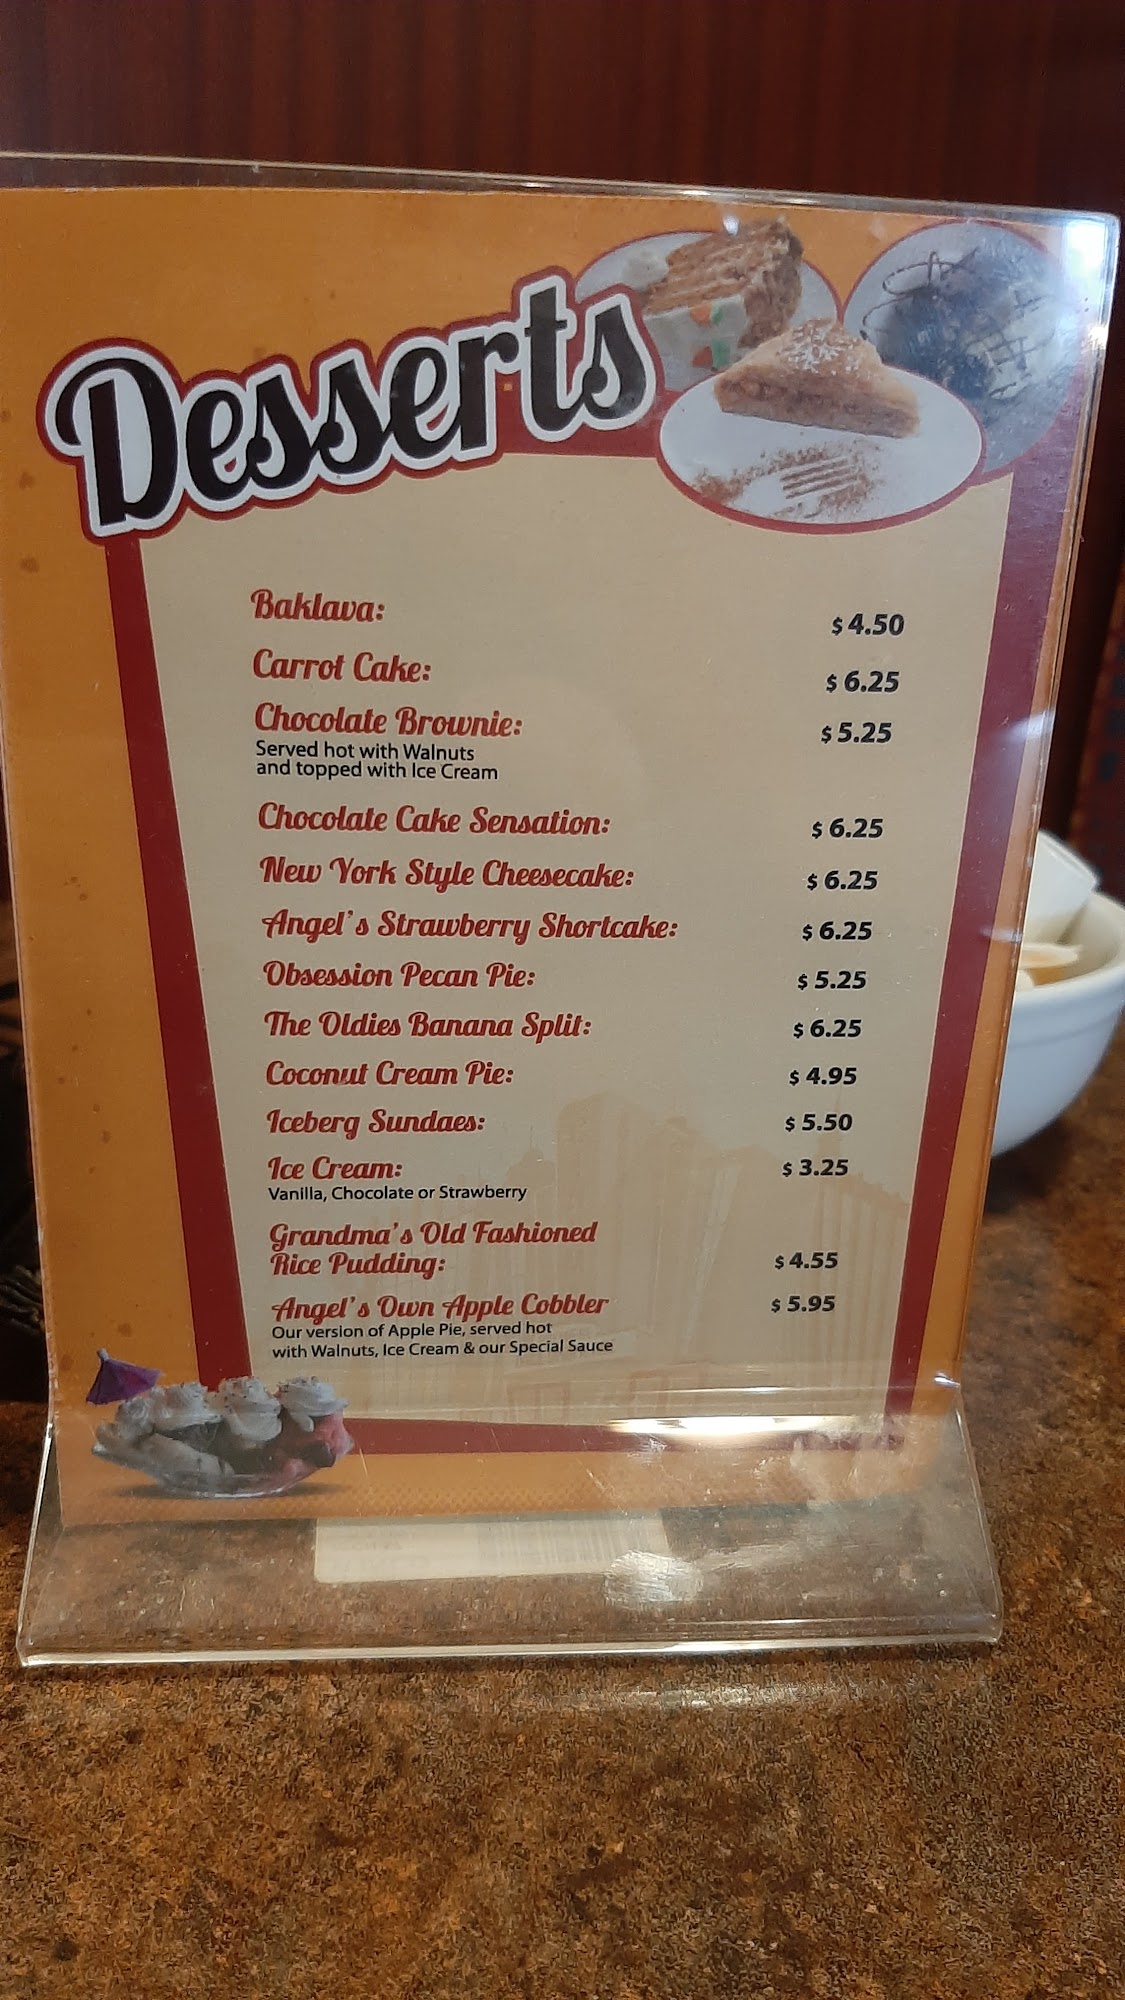 Desserts
Baklava: $4.50
Carrot Cake: $6.25
Chocolate Brownie: $5.25
Served hot with Walnuts
and topped with Ice Cream
Chocolate Cake Sensation: $6.25
New York Style Cheesecake: $6.25
Angel's Strawberry Shortcake: $6.25
Obsession Pecan Pie: $5.25
The Oldies Banana Split: $6.25
Coconut Cream Pie: $4.95
Iceberg Sundaes: $5.50
Ice Cream: $3.25
Vanilla, Chocolate or Strawberry
Grandma's Old Fashioned
Rice Pudding: $4.55
Angel's Own Apple Cobbler $5.95
Our version of Apple Pie, served hot
with Walnuts, Ice Cream & our Special Sauce